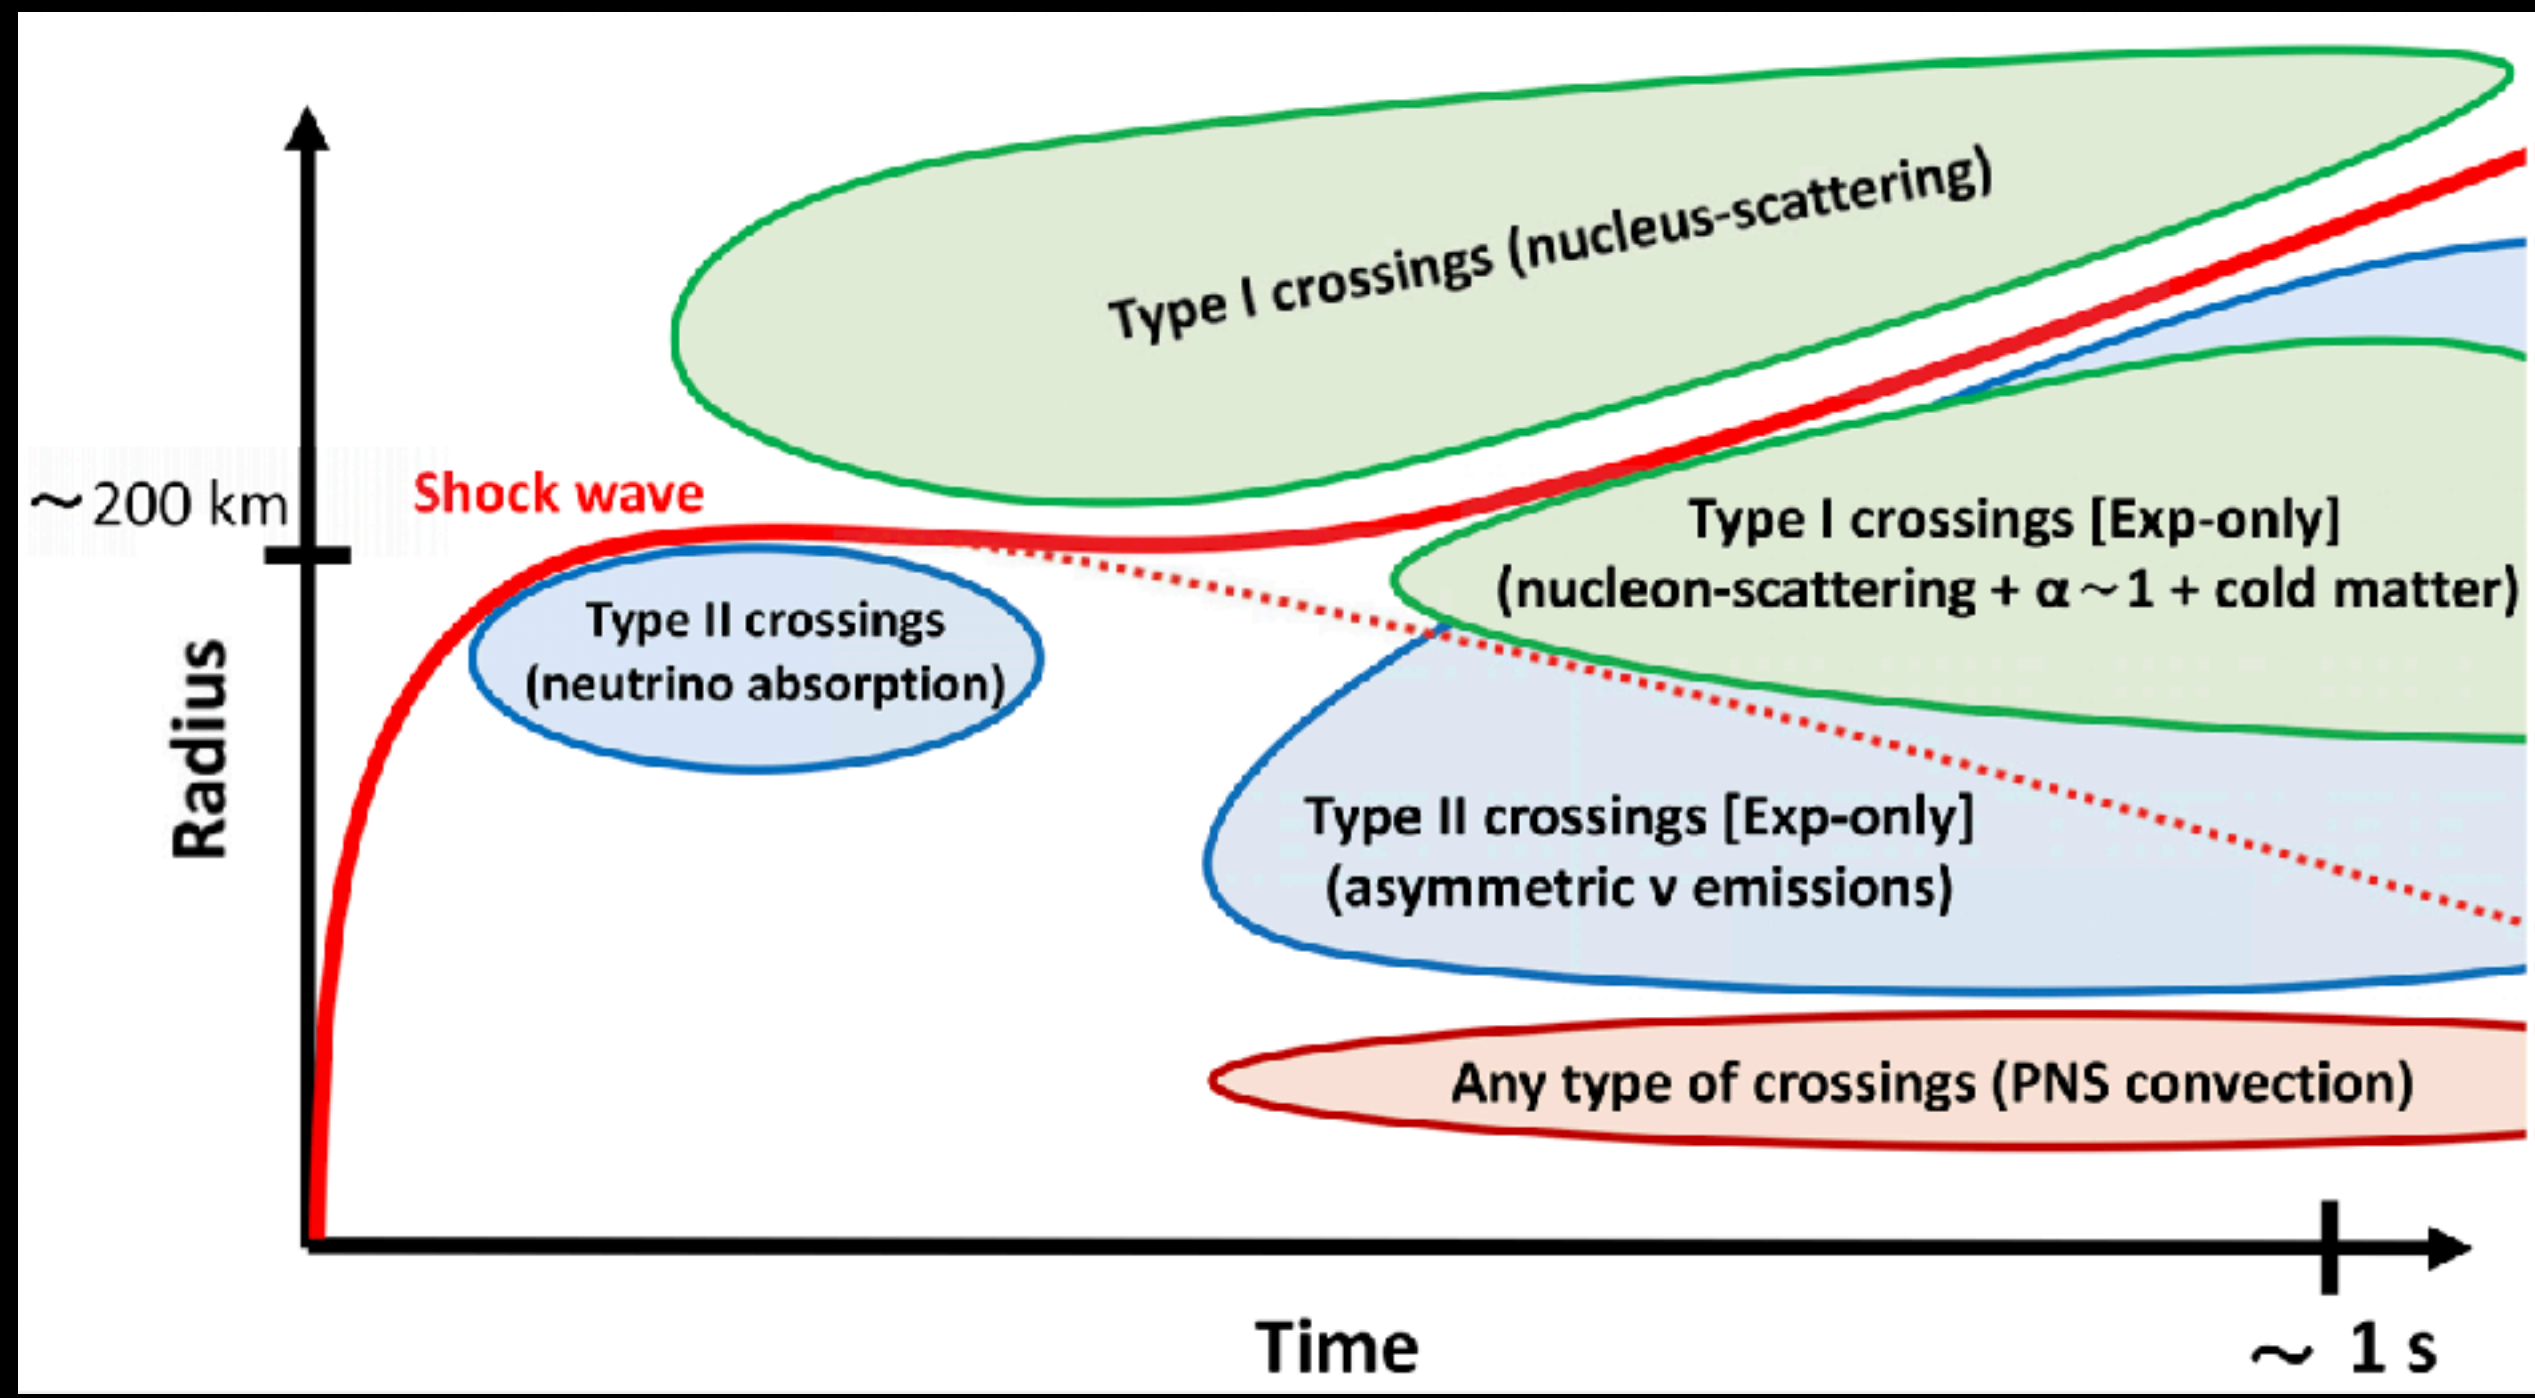 Type I crossings (nucleus-scattering)
~200 km
Shock wave
Type I crossings [Exp-only]
(nucleon-scattering + α ~ 1 + cold matter)
Type II crossings
(neutrino absorption)
Radius
Type II crossings [Exp-only]
(asymmetric ν emissions)
Any type of crossings (PNS convection)
Time
~ 1 s